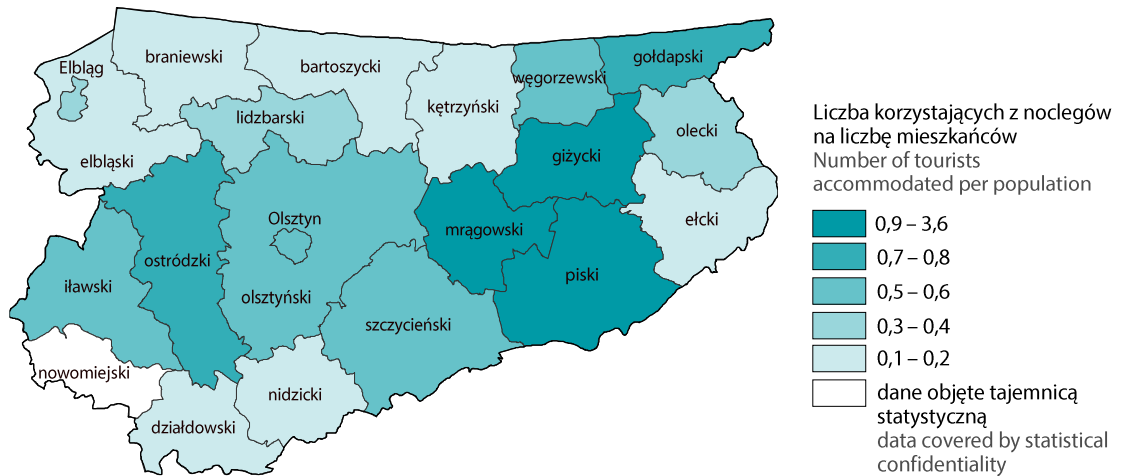 braniewski
Elbląg
bartoszycki
węgorzewski
gołdapski
kętrzyński
lidzbarski
olecki
elbląski
giżycki
Olsztyn
mrągowski
ełcki
ostródzki
iławski
olsztyński
piski
szczycieński
nowomiejski
nidzicki
działdowski
Liczba korzystających z noclegów
na liczbę mieszkańców
Number of tourists
accommodated per population
0,9 – 3,6
0,7 – 0,8
0,5 – 0,6
0,3 – 0,4
0,1 – 0,2
dane objęte tajemnicą
statystyczną
data covered by statistical
confidentiality